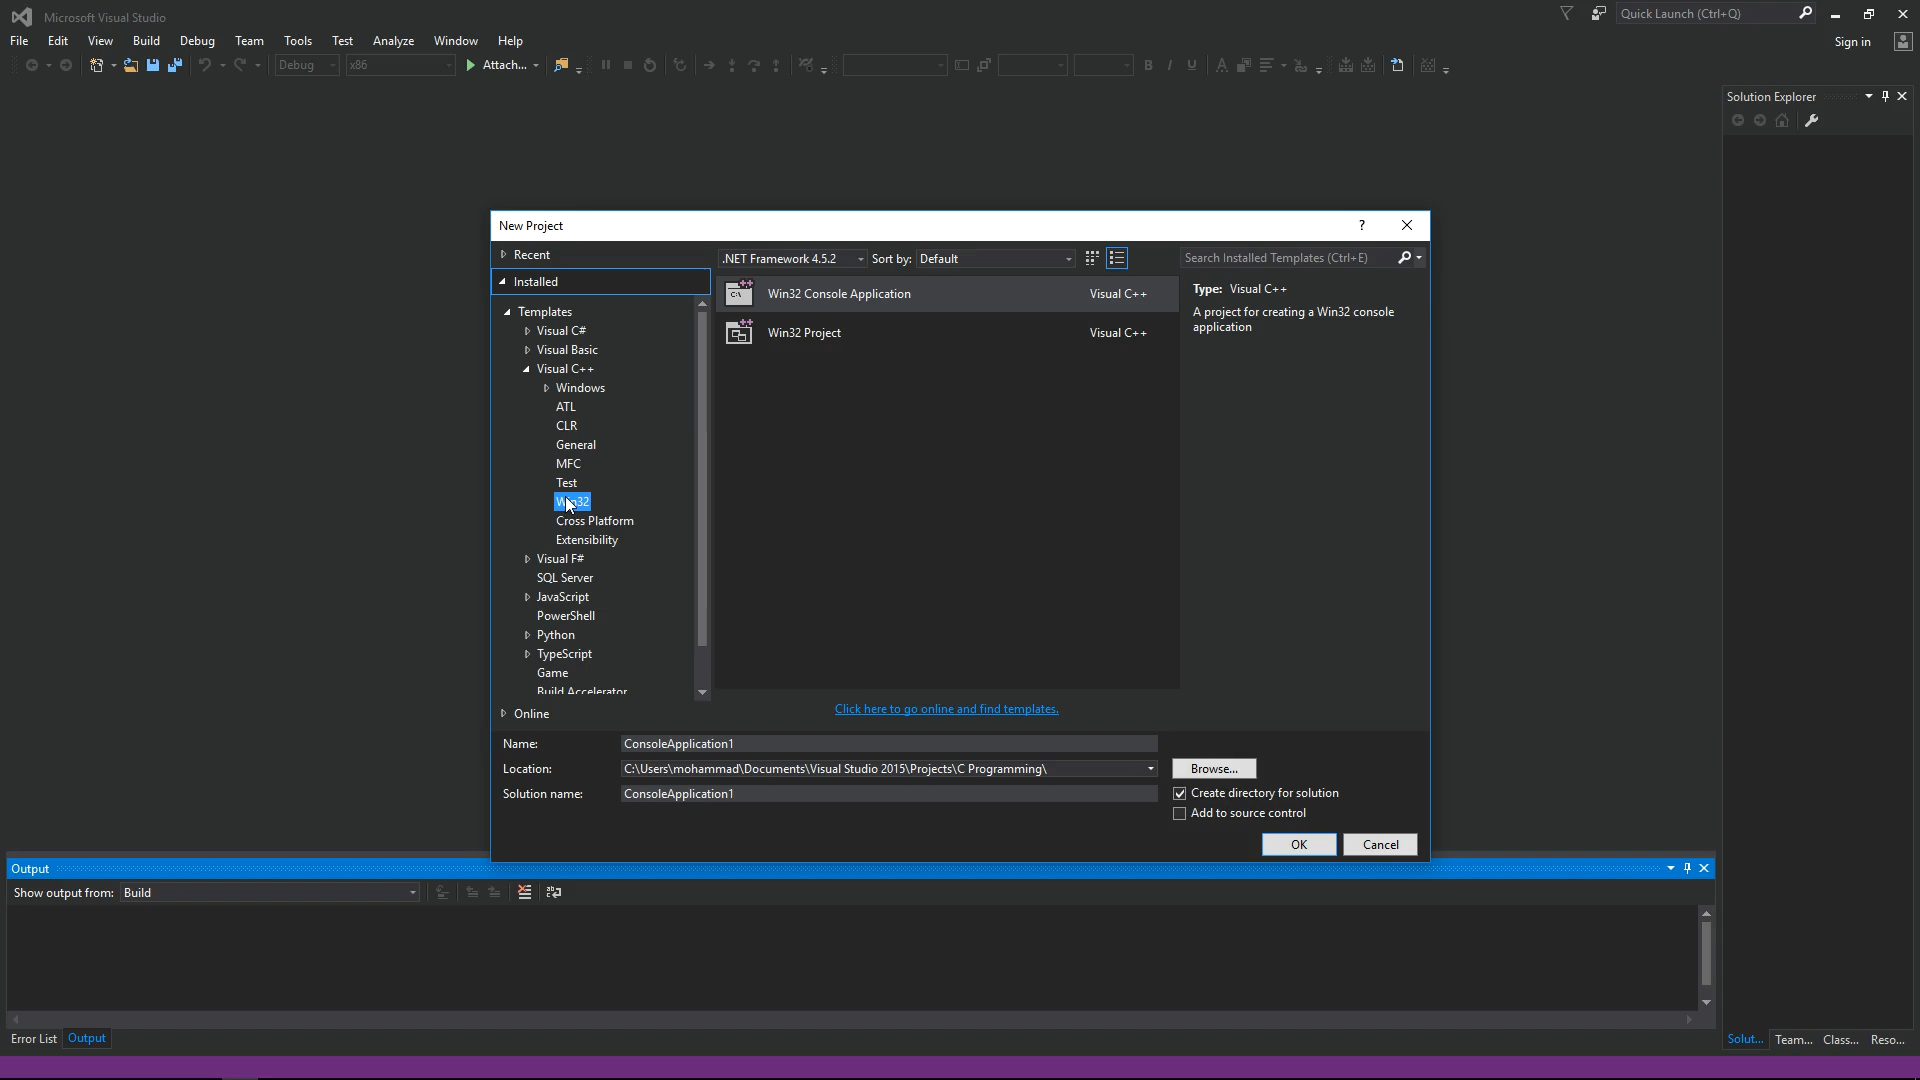 Microsoft Visual Studio
Quick Launch (Ctrl+Q)
File Edit View Build Debug Team Tools Test Analyze Window Help
Sign in
Debug x86 Attach...
Solution Explorer
New Project
?
Recent
Installed
.NET Framework 4.5.2 Sort by: Default
Search Installed Templates (Ctrl+E)
Templates
Visual C#
Visual Basic
Visual C++
Windows
ATL
CLR
General
MFC
Test
Win32
Cross Platform
Extensibility
Visual F#
SQL Server
JavaScript
PowerShell
Python
TypeScript
Game
Build Accelerator
Online
Win32 Console Application Visual C++
Win32 Project Visual C++
Type: Visual C++
A project for creating a Win32 console
application
Click here to go online and find templates.
Name: ConsoleApplication1
Location: C:\Users\mohammad\Documents\Visual Studio 2015\Projects\C Programming\
Browse...
Solution name: ConsoleApplication1
Create directory for solution
Add to source control
OK Cancel
Output
Show output from: Build
Error List Output
Solut... Team... Class... Reso...